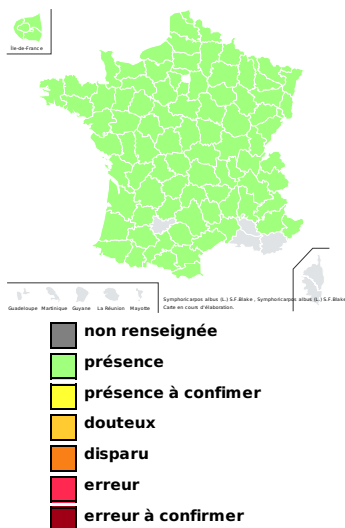 Île-de-France
Guadeloupe Martinique Guyane La Réunion Mayotte
Symphoricarpos albus (L.) S.F.Blake , Symphoricarpos albus (L.) S.F.Blake
Carte en cours d'élaboration.
non renseignée
présence
présence à confimer
douteux
disparu
erreur
erreur à confirmer